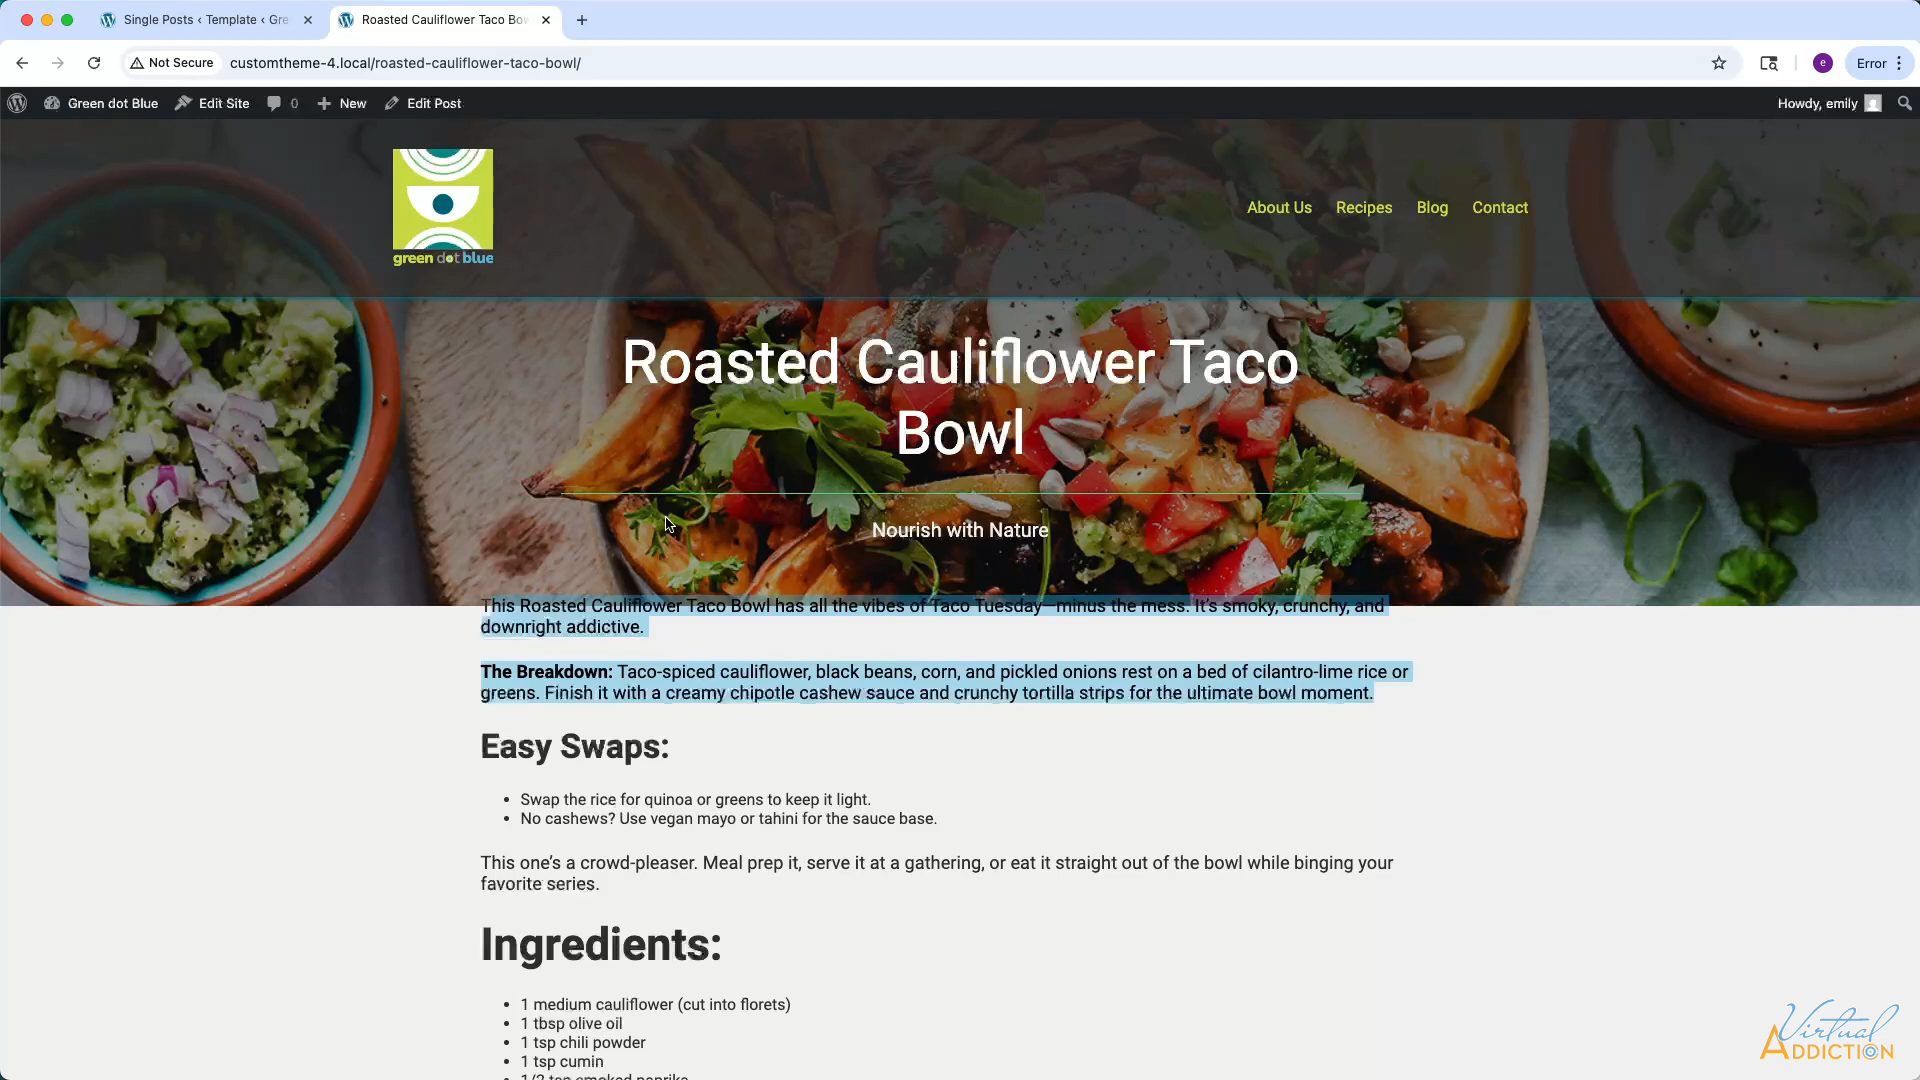 Single Posts ‹ Template ‹ Gre
Roasted Cauliflower Taco Bo
Not Secure
customtheme-4.local/roasted-cauliflower-taco-bowl/
e
Error
Green dot Blue
Edit Site
0
New
Edit Post
Howdy, emily
green dot blue
About Us
Recipes
Blog
Contact
Roasted Cauliflower Taco
Bowl
Nourish with Nature
This Roasted Cauliflower Taco Bowl has all the vibes of Taco Tuesday—minus the mess. It’s smoky, crunchy, and
downright addictive.
The Breakdown: Taco-spiced cauliflower, black beans, corn, and pickled onions rest on a bed of cilantro-lime rice or
greens. Finish it with a creamy chipotle cashew sauce and crunchy tortilla strips for the ultimate bowl moment.
Easy Swaps:
• Swap the rice for quinoa or greens to keep it light.
• No cashews? Use vegan mayo or tahini for the sauce base.
This one’s a crowd-pleaser. Meal prep it, serve it at a gathering, or eat it straight out of the bowl while binging your
favorite series.
Ingredients:
• 1 medium cauliflower (cut into florets)
• 1 tbsp olive oil
• 1 tsp chili powder
• 1 tsp cumin
• 1/2 tsp smoked paprika
Virtual
ADDICTION